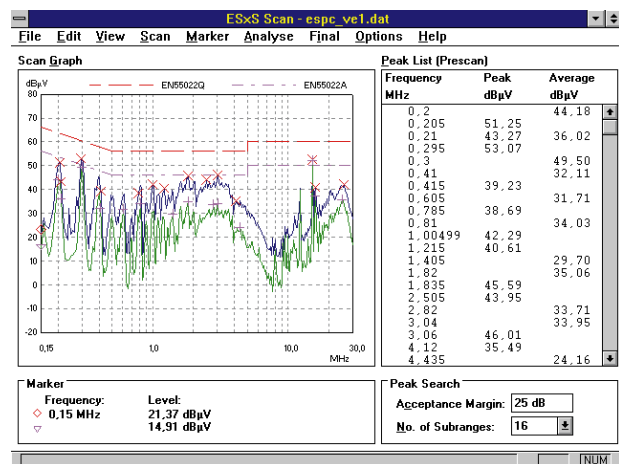 ESxS Scan - espc_ve1.dat
File Edit View Scan Marker Analyse Final Options Help
Scan Graph
dBµV
EN55022Q
EN55022A
80
70
60
50
40
30
20
10
0
-10
-20
0,15 1,0 10,0 30,0
MHz
Peak List (Prescan)
Frequency Peak Average
MHz dBµV dBµV
0,2 44,18
0,205 51,25
0,21 43,27 36,02
0,295 53,07
0,3 49,50
0,41 32,11
0,415 39,23
0,605 31,71
0,785 38,69
0,81 34,03
1,00499 42,29
1,215 40,61
1,405 29,70
1,82 35,06
1,835 45,59
2,505 43,95
2,82 33,71
3,04 33,95
3,06 46,01
4,12 35,49
4,435 24,16
Marker
Frequency: Level:
0,15 MHz 21,37 dBµV
14,91 dBµV
Peak Search
Acceptance Margin: 25 dB
No. of Subranges: 16
NUM